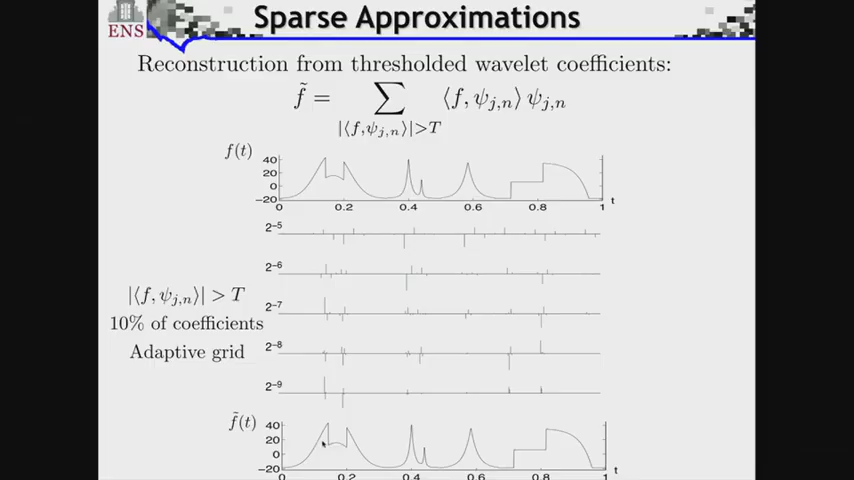 ENS
Sparse Approximations
Reconstruction from thresholded wavelet coefficients:
f̃ = ∑ ⟨f, ψ_{j,n}⟩ ψ_{j,n}
|⟨f,ψ_{j,n}⟩|>T
f(t)
40
20
0
−20
0 0.2 0.4 0.6 0.8 1 t
2⁻⁵
2⁻⁶
|⟨f, ψ_{j,n}⟩| > T
2⁻⁷
10% of coefficients
Adaptive grid
2⁻⁸
2⁻⁹
f̃(t)
40
20
0
−20
0 0.2 0.4 0.6 0.8 1 t